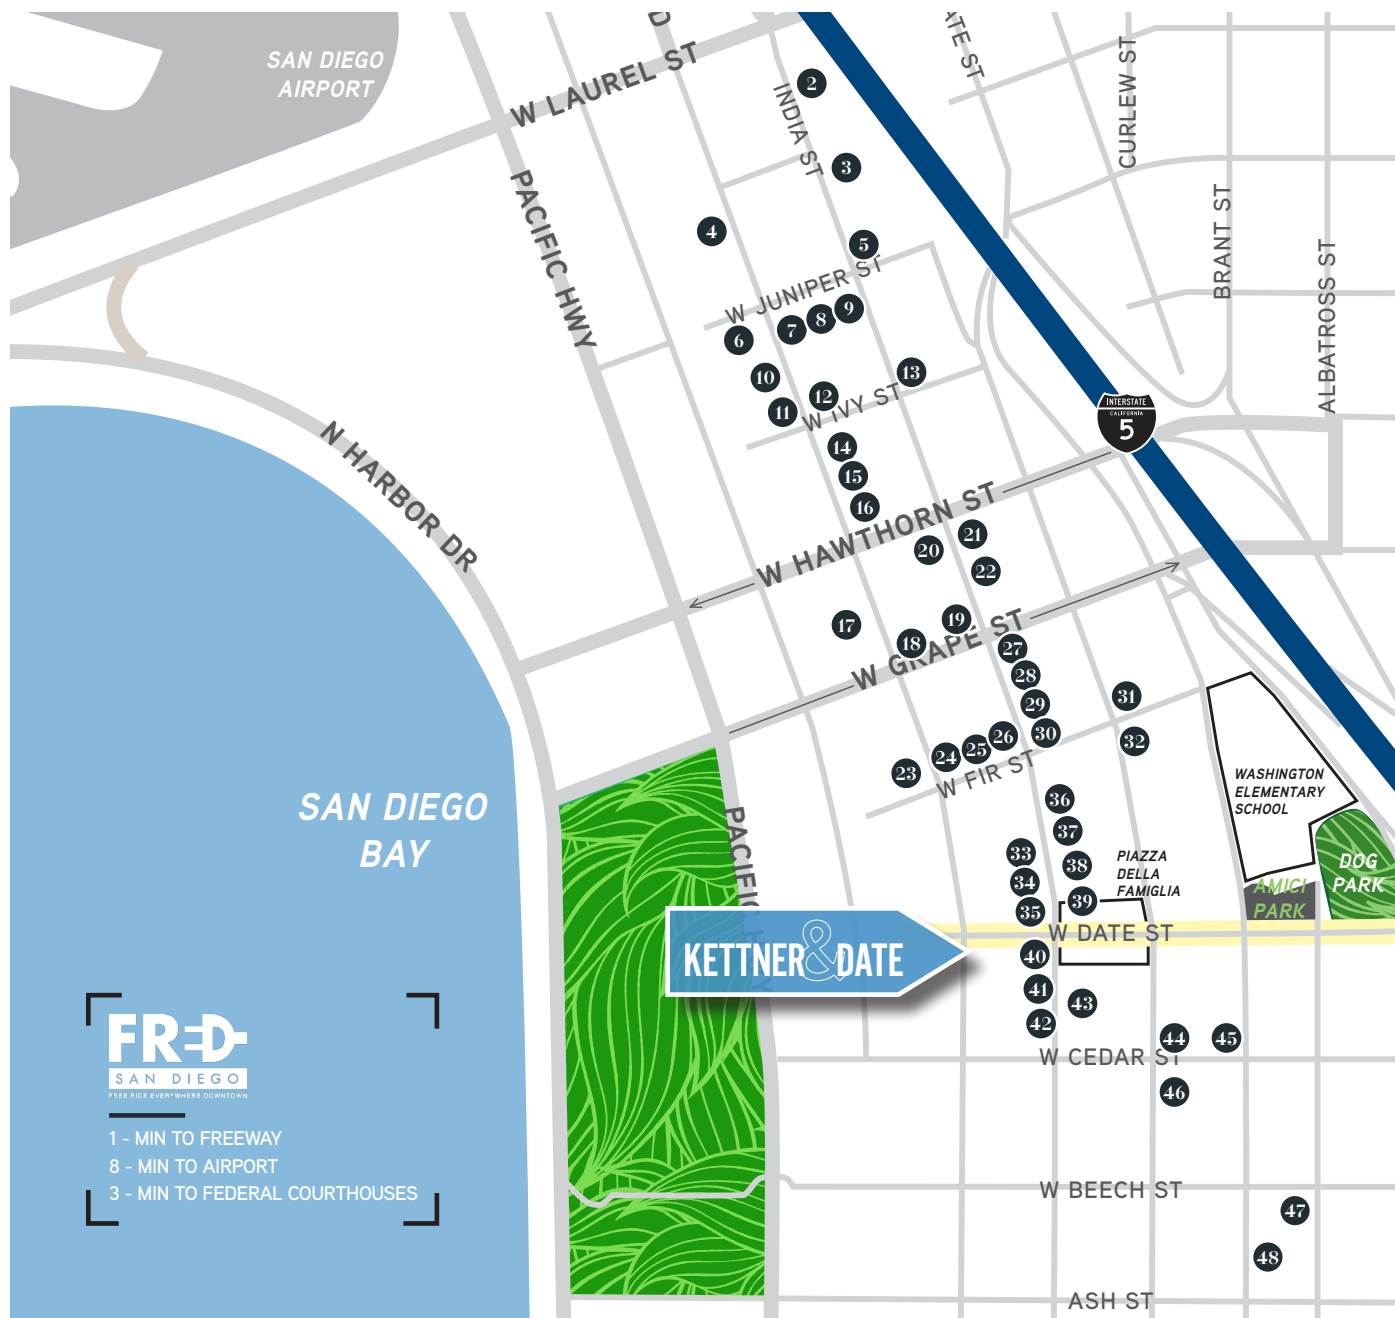 SAN DIEGO
AIRPORT
W LAUREL ST
D
ATE ST
CURLEW ST
INDIA ST
2
3
PACIFIC HWY
4
5
BRANT ST
ALBATROSS ST
W JUNIPER ST
6
7
8
9
10
11
12
13
W IVY ST
INTERSTATE
CALIFORNIA
5
N HARBOR DR
14
15
16
W HAWTHORN ST
20
21
22
17
18
19
W GRAPE ST
27
28
29
30
31
32
23
24
25
26
W FIR ST
WASHINGTON
ELEMENTARY
SCHOOL
SAN DIEGO
BAY
PACIFIC HWY
36
37
38
39
33
34
35
PIAZZA
DELLA
FAMIGLIA
DOG
PARK
AMICI
PARK
W DATE ST
KETTNER & DATE
40
41
42
43
44
45
W CEDAR ST
46
FRED
SAN DIEGO
FREE RIDE EVERYWHERE DOWNTOWN
1 - MIN TO FREEWAY
8 - MIN TO AIRPORT
3 - MIN TO FEDERAL COURTHOUSES
W BEECH ST
47
48
ASH ST